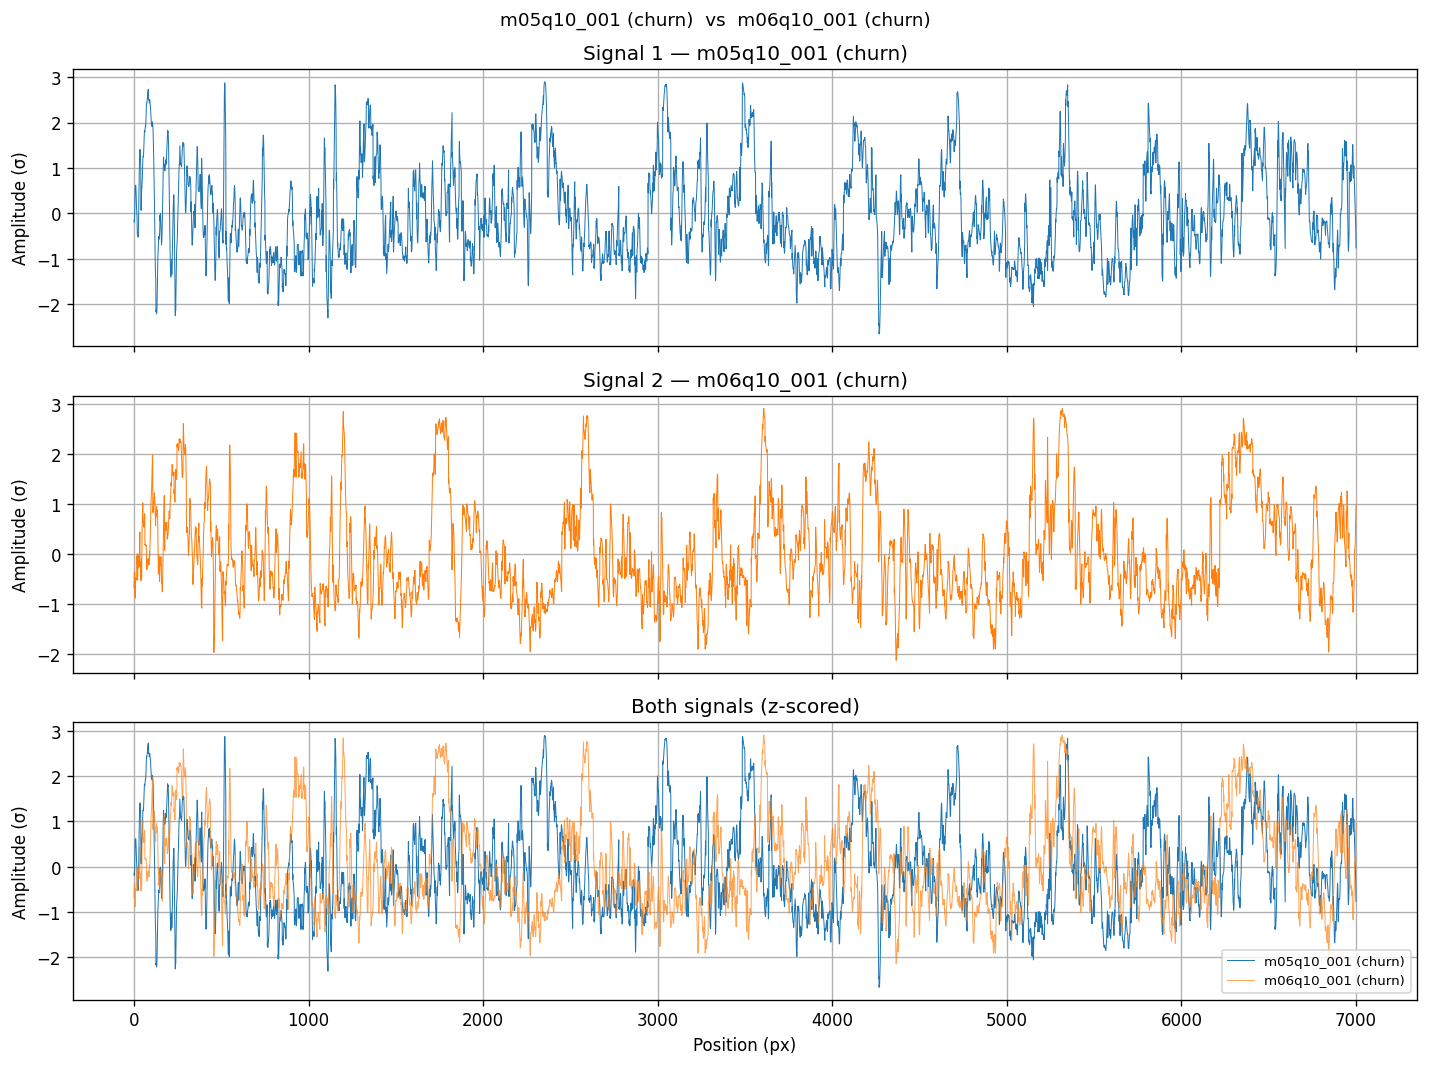 m05q10_001 (churn)  vs  m06q10_001 (churn)
Signal 1 — m05q10_001 (churn)
Amplitude (σ)
3
2
1
0
−1
−2
Signal 2 — m06q10_001 (churn)
Amplitude (σ)
3
2
1
0
−1
−2
Both signals (z-scored)
Amplitude (σ)
3
2
1
0
−1
−2
m05q10_001 (churn)
m06q10_001 (churn)
0 1000 2000 3000 4000 5000 6000 7000
Position (px)